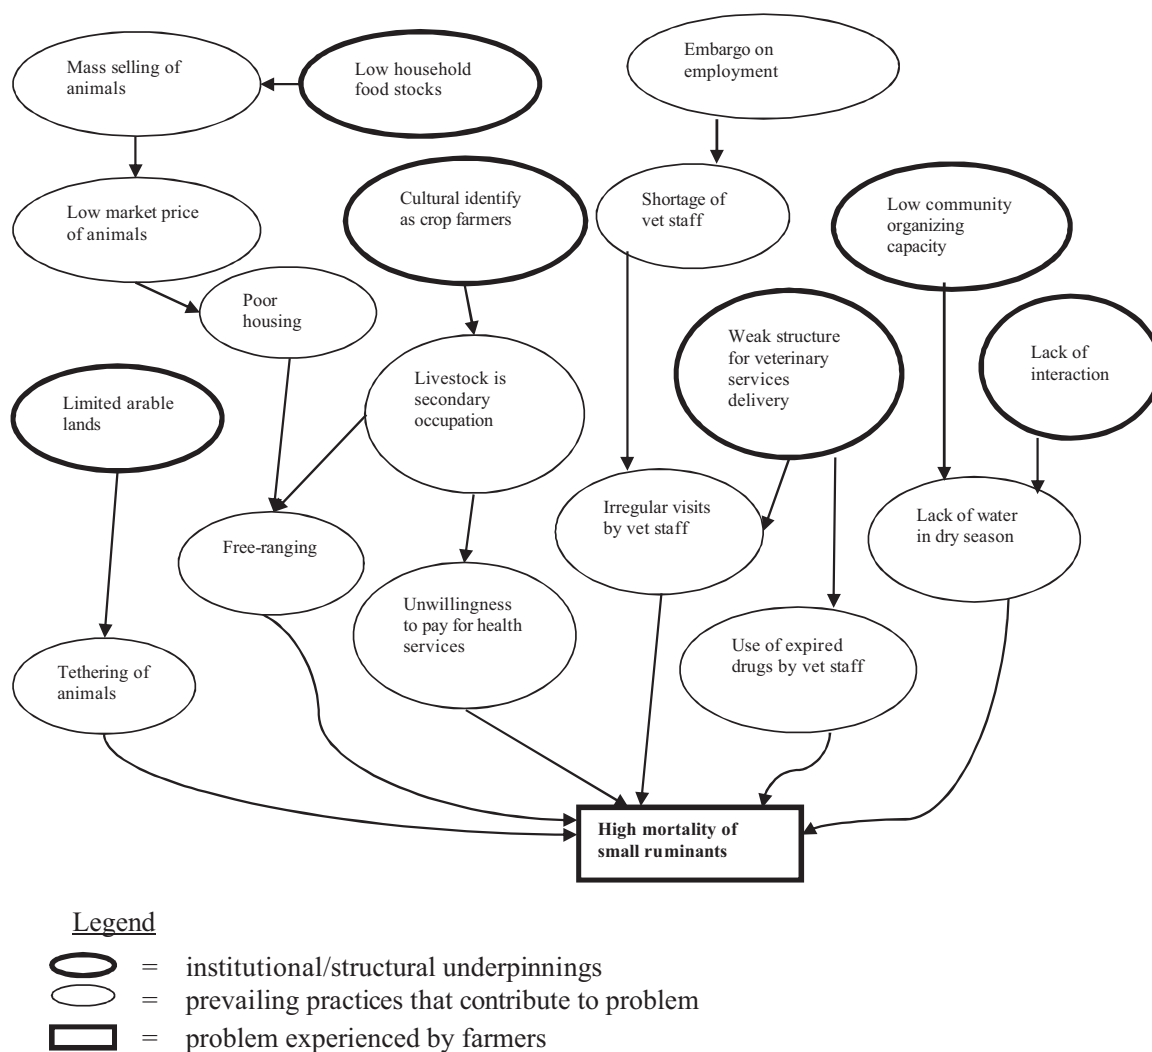 Mass selling of
animals
Low household
food stocks
Embargo on
employment
Low market price
of animals
Cultural identify
as crop farmers
Shortage of
vet staff
Low community
organizing
capacity
Poor
housing
Weak structure
for veterinary
services
delivery
Lack of
interaction
Limited arable
lands
Livestock is
secondary
occupation
Free-ranging
Irregular visits
by vet staff
Lack of water
in dry season
Unwillingness
to pay for health
services
Use of expired
drugs by vet staff
Tethering of
animals
High mortality of
small ruminants
Legend
= institutional/structural underpinnings
= prevailing practices that contribute to problem
= problem experienced by farmers